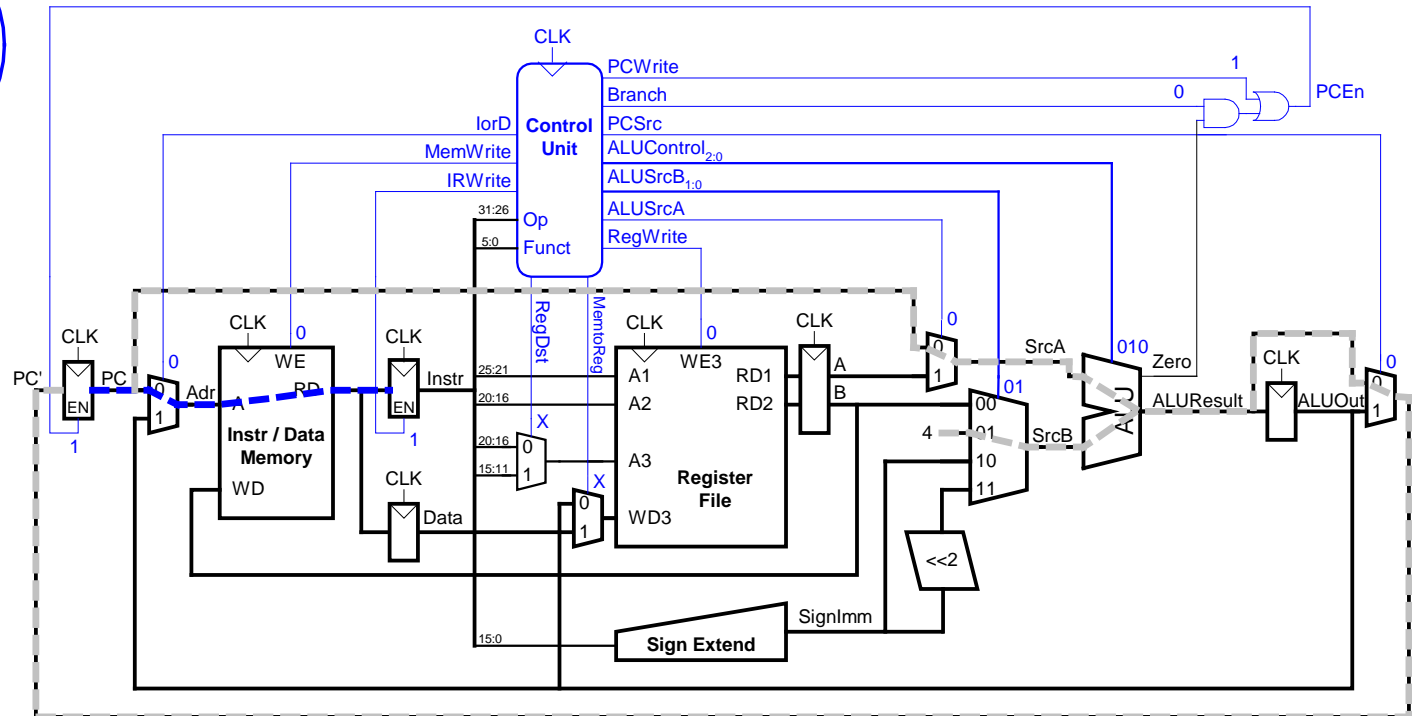 CLK
PCWrite 1
Branch 0 PCEn
IorD Control PCSrc
Unit ALUControl2:0
MemWrite
IRWrite ALUSrcB1:0
31:26 Op ALUSrcA
5:0 Funct RegWrite
RegDst MemtoReg
CLK CLK CLK CLK CLK
0 0 0 0 010 0
WE WE3 SrcA Zero CLK
PC' PC 0 Adr A RD Instr 25:21 A1 RD1 A 0 1
EN 1 EN 20:16 A2 RD2 B 01 00 ALU ALUResult ALUOut 0 1
1 Instr / Data 1 X 4 01 SrcB
Memory 20:16 0 A3 10
CLK 15:11 1 X Register 11
WD Data 0 WD3 File
1 <<2
SignImm
15:0 Sign Extend